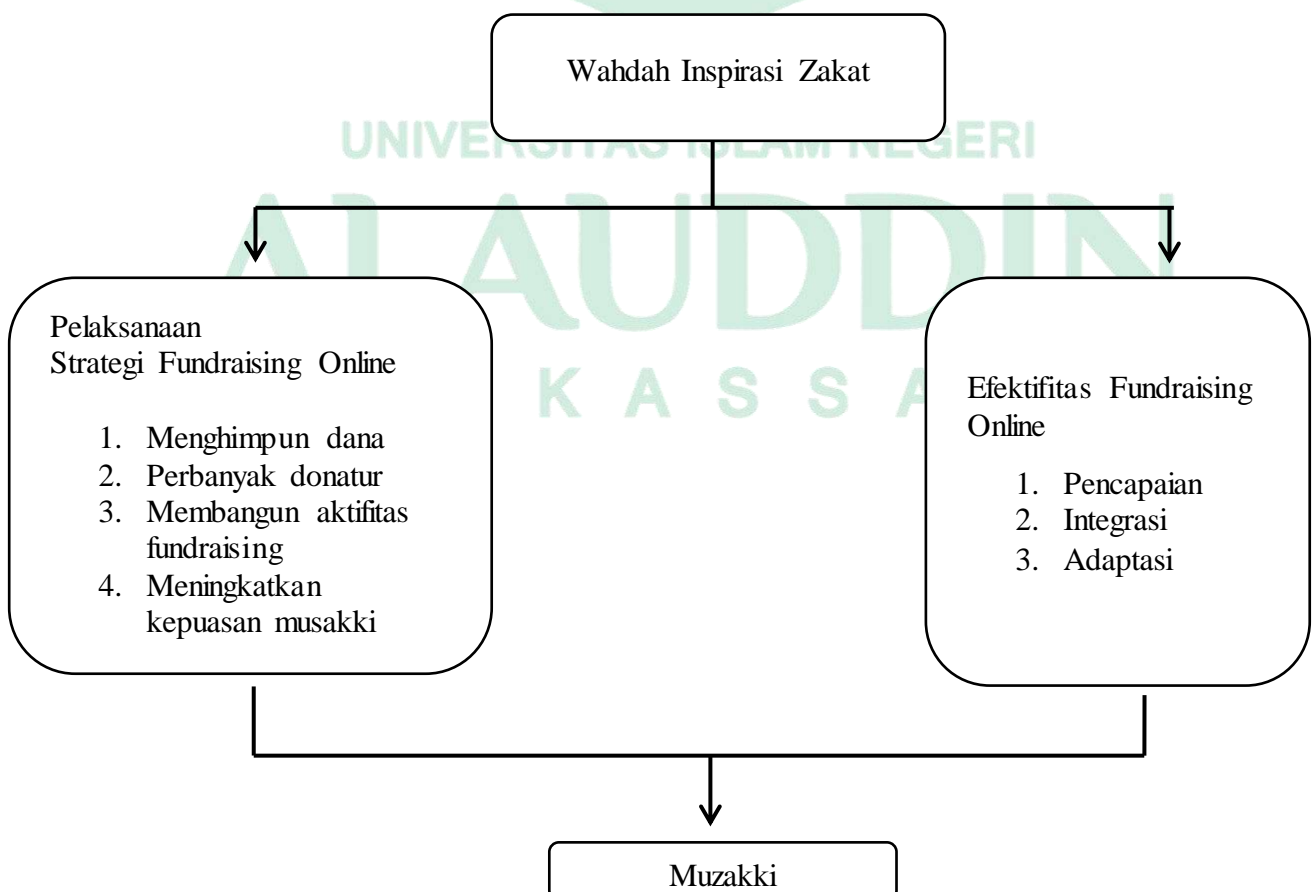 Wahdah Inspirasi Zakat
UNIVERSITAS ISLAM NEGERI
ALAUDDIN
Pelaksanaan
Strategi Fundraising Online
1. Menghimpun dana
2. Perbanyak donatur
3. Membangun aktifitas
fundraising
4. Meningkatkan
kepuasan musakki
K A S S A
Efektifitas Fundraising
Online
1. Pencapaian
2. Integrasi
3. Adaptasi
Muzakki